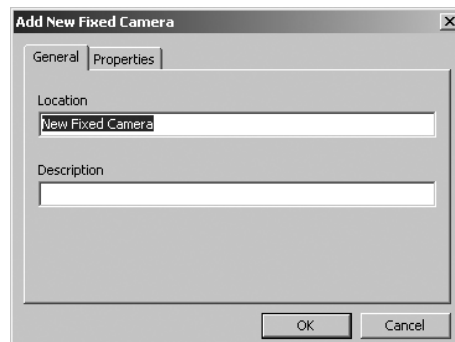 Add New Fixed Camera
General Properties
Location
New Fixed Camera
Description
OK Cancel